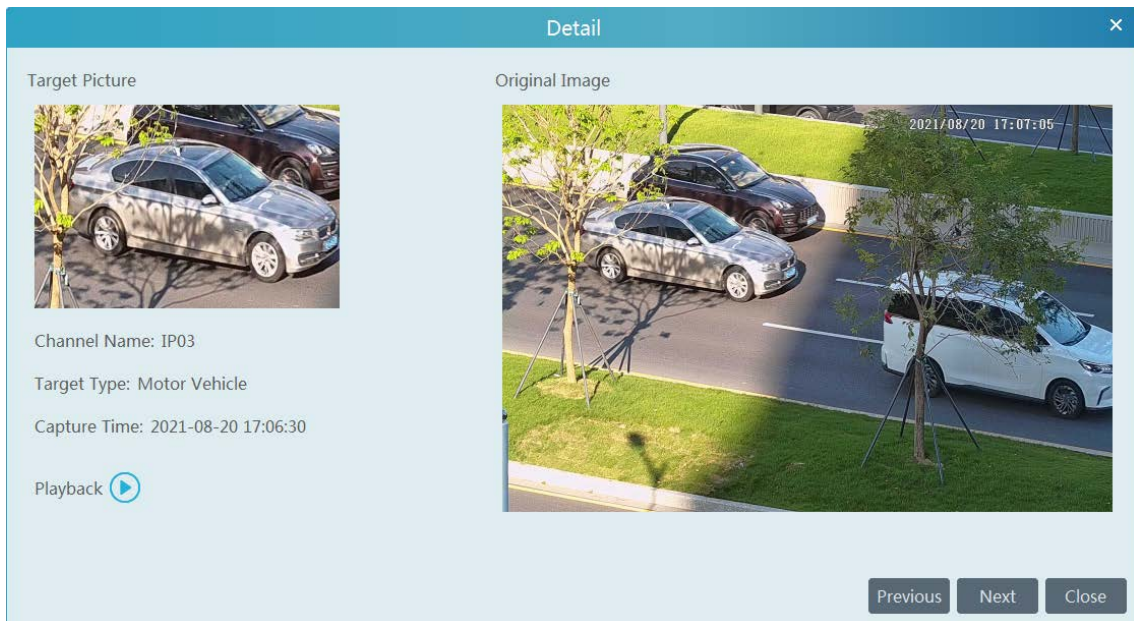 Detail
Target Picture
Original Image
2021/08/20 17:07:05
Channel Name: IP03
Target Type: Motor Vehicle
Capture Time: 2021-08-20 17:06:30
Playback
Previous
Next
Close